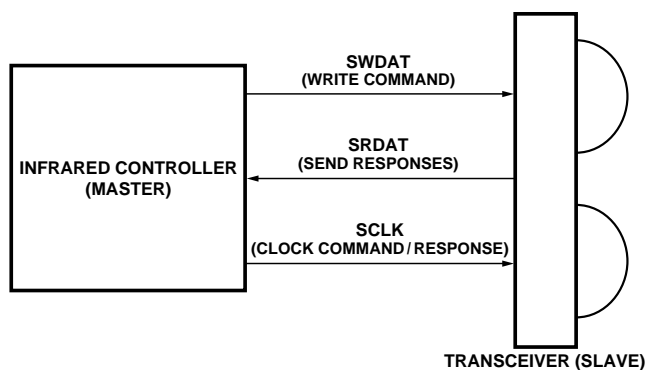 SWDAT
(WRITE COMMAND)
INFRARED CONTROLLER
(MASTER)
SRDAT
(SEND RESPONSES)
SCLK
(CLOCK COMMAND/RESPONSE)
TRANSCEIVER (SLAVE)